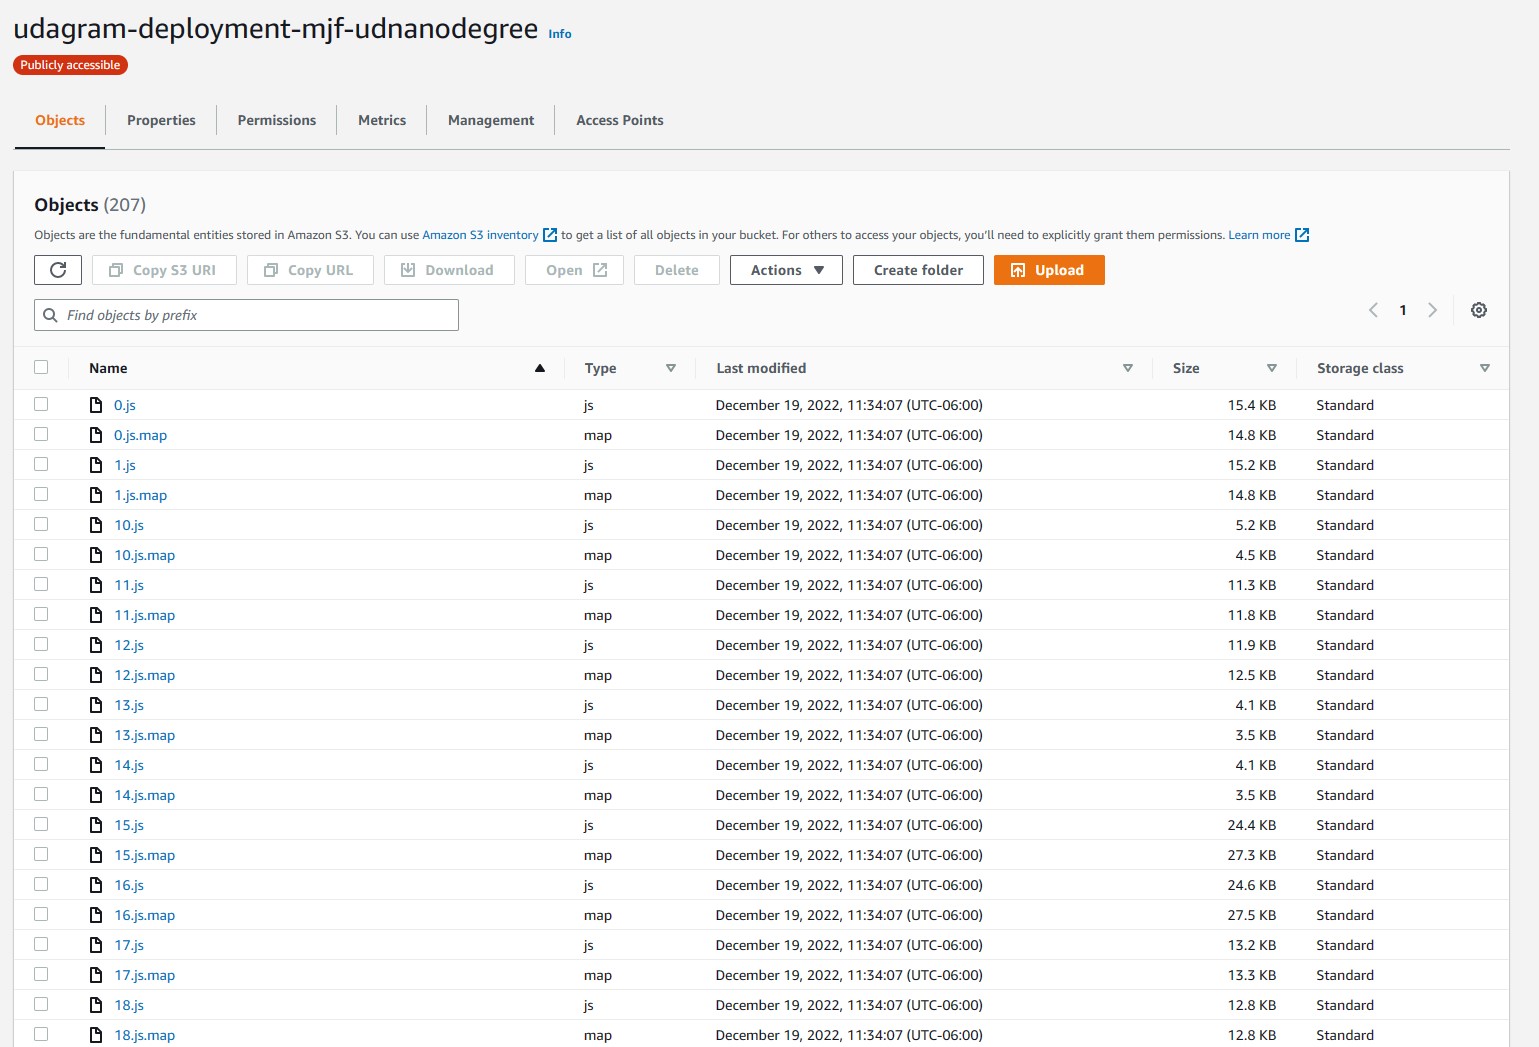 udagram-deployment-mjf-udnanodegree Info
Publicly accessible
Objects Properties Permissions Metrics Management Access Points
Objects (207)
Objects are the fundamental entities stored in Amazon S3. You can use Amazon S3 inventory to get a list of all objects in your bucket. For others to access your objects, you'll need to explicitly grant them permissions. Learn more
Copy S3 URI Copy URL Download Open Delete Actions Create folder Upload
Find objects by prefix 1
Name Type Last modified Size Storage class
0.js js December 19, 2022, 11:34:07 (UTC-06:00) 15.4 KB Standard
0.js.map map December 19, 2022, 11:34:07 (UTC-06:00) 14.8 KB Standard
1.js js December 19, 2022, 11:34:07 (UTC-06:00) 15.2 KB Standard
1.js.map map December 19, 2022, 11:34:07 (UTC-06:00) 14.8 KB Standard
10.js js December 19, 2022, 11:34:07 (UTC-06:00) 5.2 KB Standard
10.js.map map December 19, 2022, 11:34:07 (UTC-06:00) 4.5 KB Standard
11.js js December 19, 2022, 11:34:07 (UTC-06:00) 11.3 KB Standard
11.js.map map December 19, 2022, 11:34:07 (UTC-06:00) 11.8 KB Standard
12.js js December 19, 2022, 11:34:07 (UTC-06:00) 11.9 KB Standard
12.js.map map December 19, 2022, 11:34:07 (UTC-06:00) 12.5 KB Standard
13.js js December 19, 2022, 11:34:07 (UTC-06:00) 4.1 KB Standard
13.js.map map December 19, 2022, 11:34:07 (UTC-06:00) 3.5 KB Standard
14.js js December 19, 2022, 11:34:07 (UTC-06:00) 4.1 KB Standard
14.js.map map December 19, 2022, 11:34:07 (UTC-06:00) 3.5 KB Standard
15.js js December 19, 2022, 11:34:07 (UTC-06:00) 24.4 KB Standard
15.js.map map December 19, 2022, 11:34:07 (UTC-06:00) 27.3 KB Standard
16.js js December 19, 2022, 11:34:07 (UTC-06:00) 24.6 KB Standard
16.js.map map December 19, 2022, 11:34:07 (UTC-06:00) 27.5 KB Standard
17.js js December 19, 2022, 11:34:07 (UTC-06:00) 13.2 KB Standard
17.js.map map December 19, 2022, 11:34:07 (UTC-06:00) 13.3 KB Standard
18.js js December 19, 2022, 11:34:07 (UTC-06:00) 12.8 KB Standard
18.js.map map December 19, 2022, 11:34:07 (UTC-06:00) 12.8 KB Standard